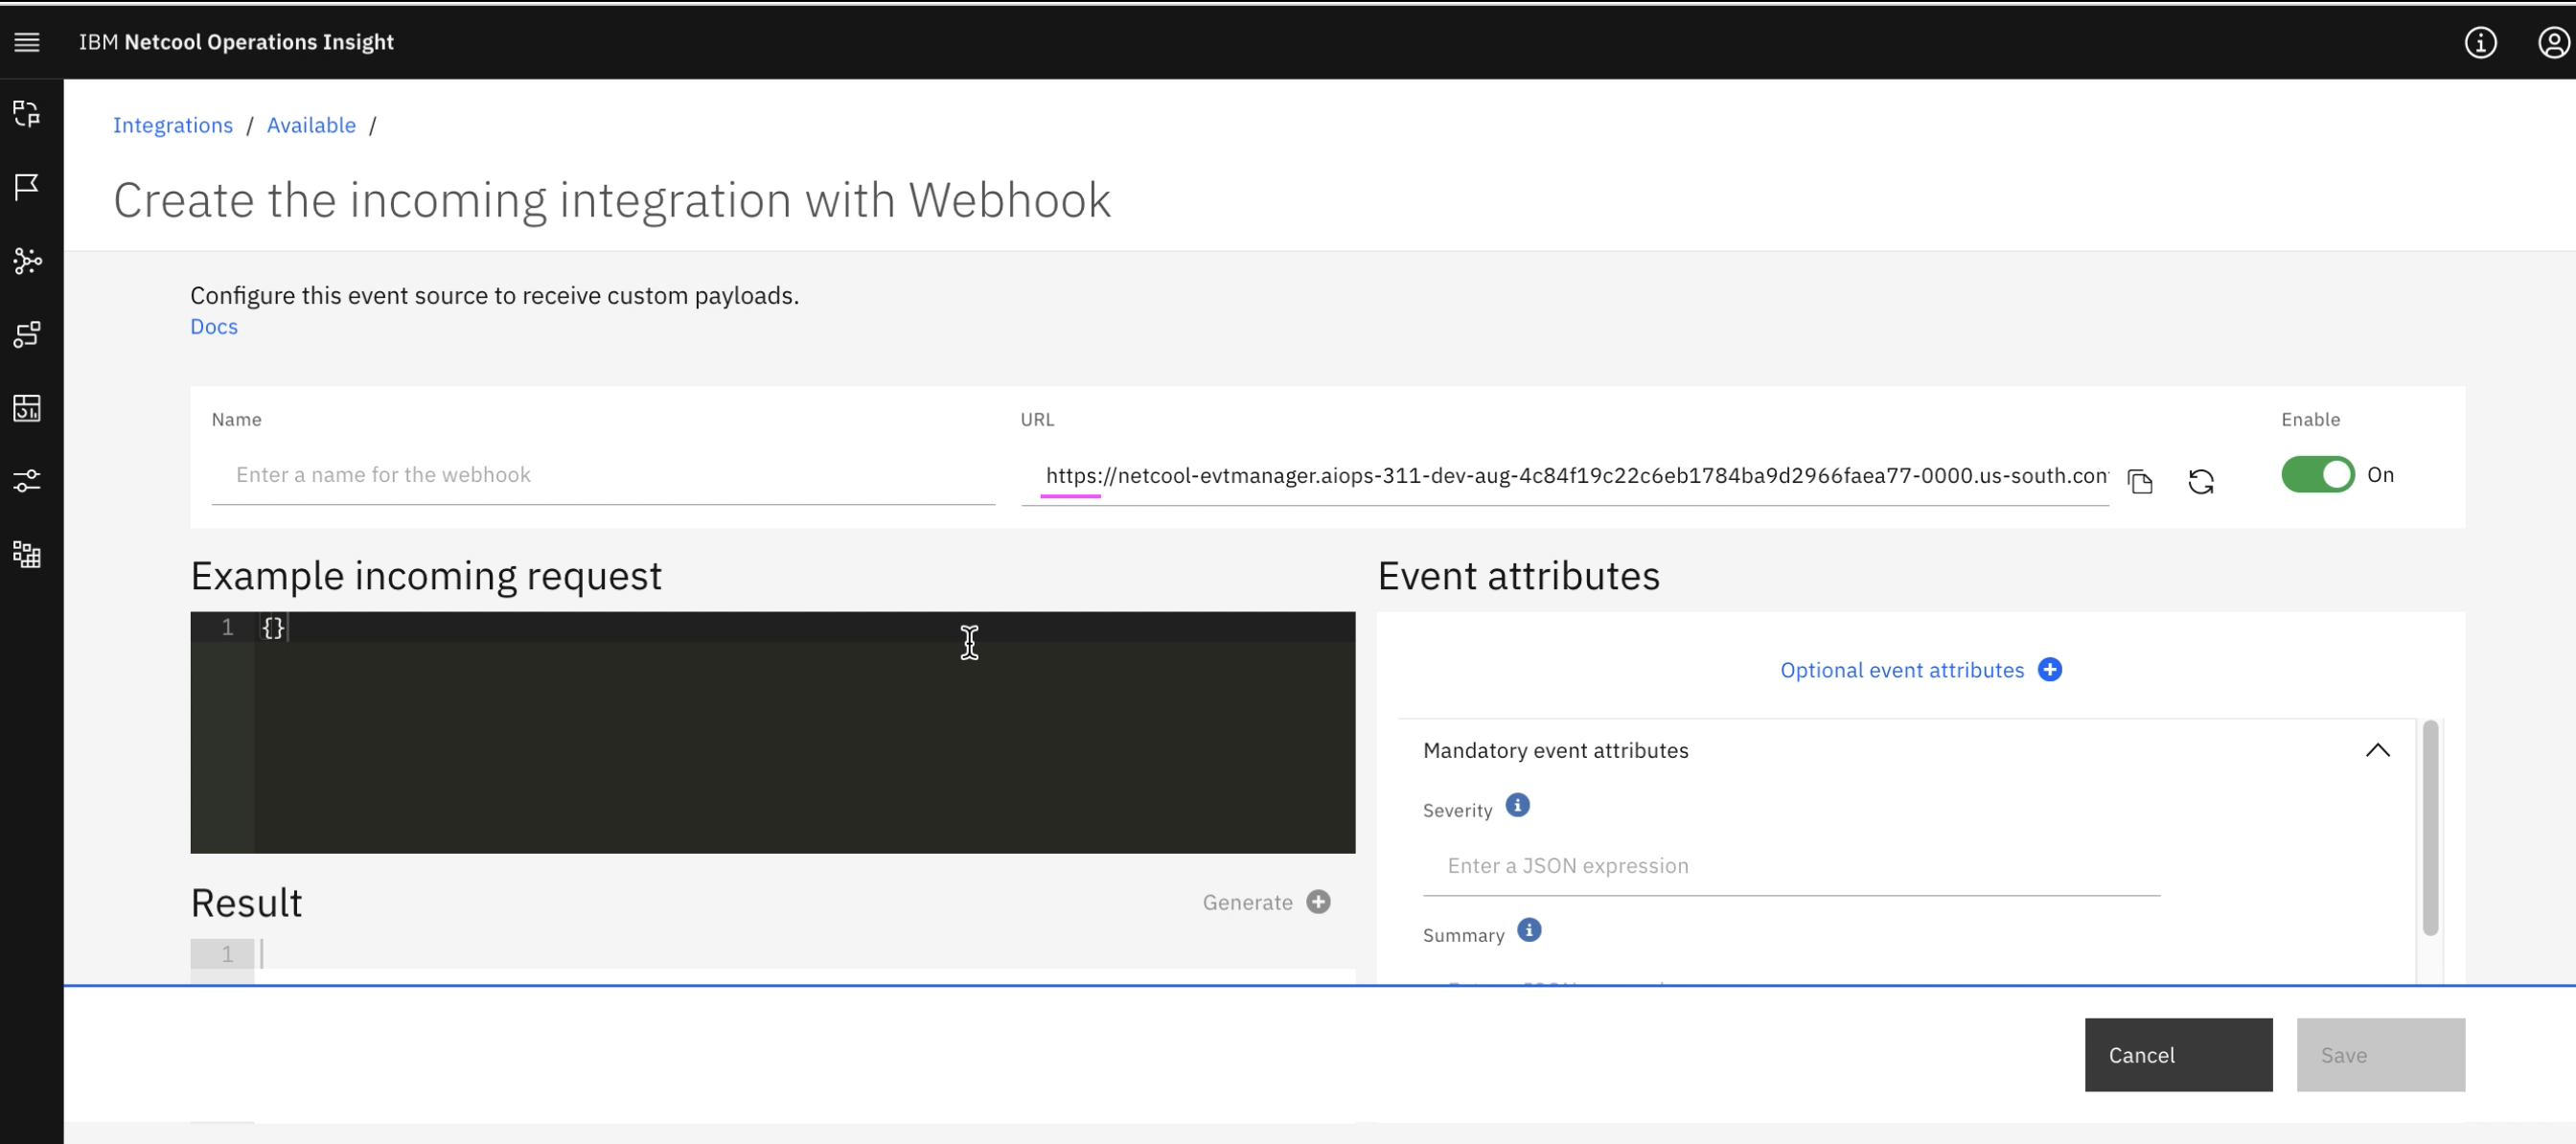 IBM Netcool Operations Insight
Integrations / Available /
Create the incoming integration with Webhook
Configure this event source to receive custom payloads.
Docs
Name
URL
Enable
Enter a name for the webhook
https://netcool-evtmanager.aiops-311-dev-aug-4c84f19c22c6eb1784ba9d2966faea77-0000.us-south.con
On
Example incoming request
Event attributes
1 {}
Optional event attributes
Mandatory event attributes
Severity
Enter a JSON expression
Result
Generate
Summary
1
Cancel
Save